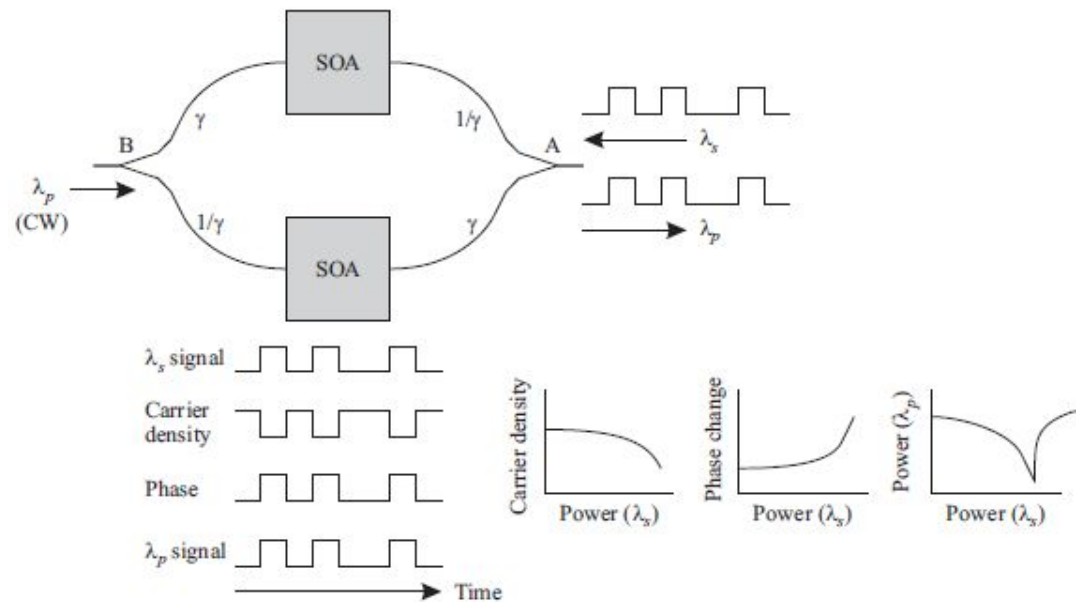 SOA
γ
1/γ
B
A
λs
λp
(CW)
λp
1/γ
γ
SOA
λs signal
Carrier
density
Phase
λp signal
Time
Carrier density
Power (λs)
Phase change
Power (λs)
Power (λp)
Power (λs)